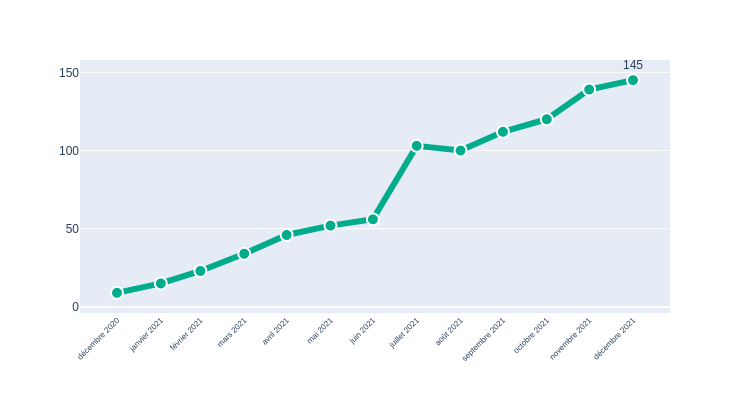 145
150
100
50
0
décembre 2020
janvier 2021
février 2021
mars 2021
avril 2021
mai 2021
juin 2021
juillet 2021
août 2021
septembre 2021
octobre 2021
novembre 2021
décembre 2021